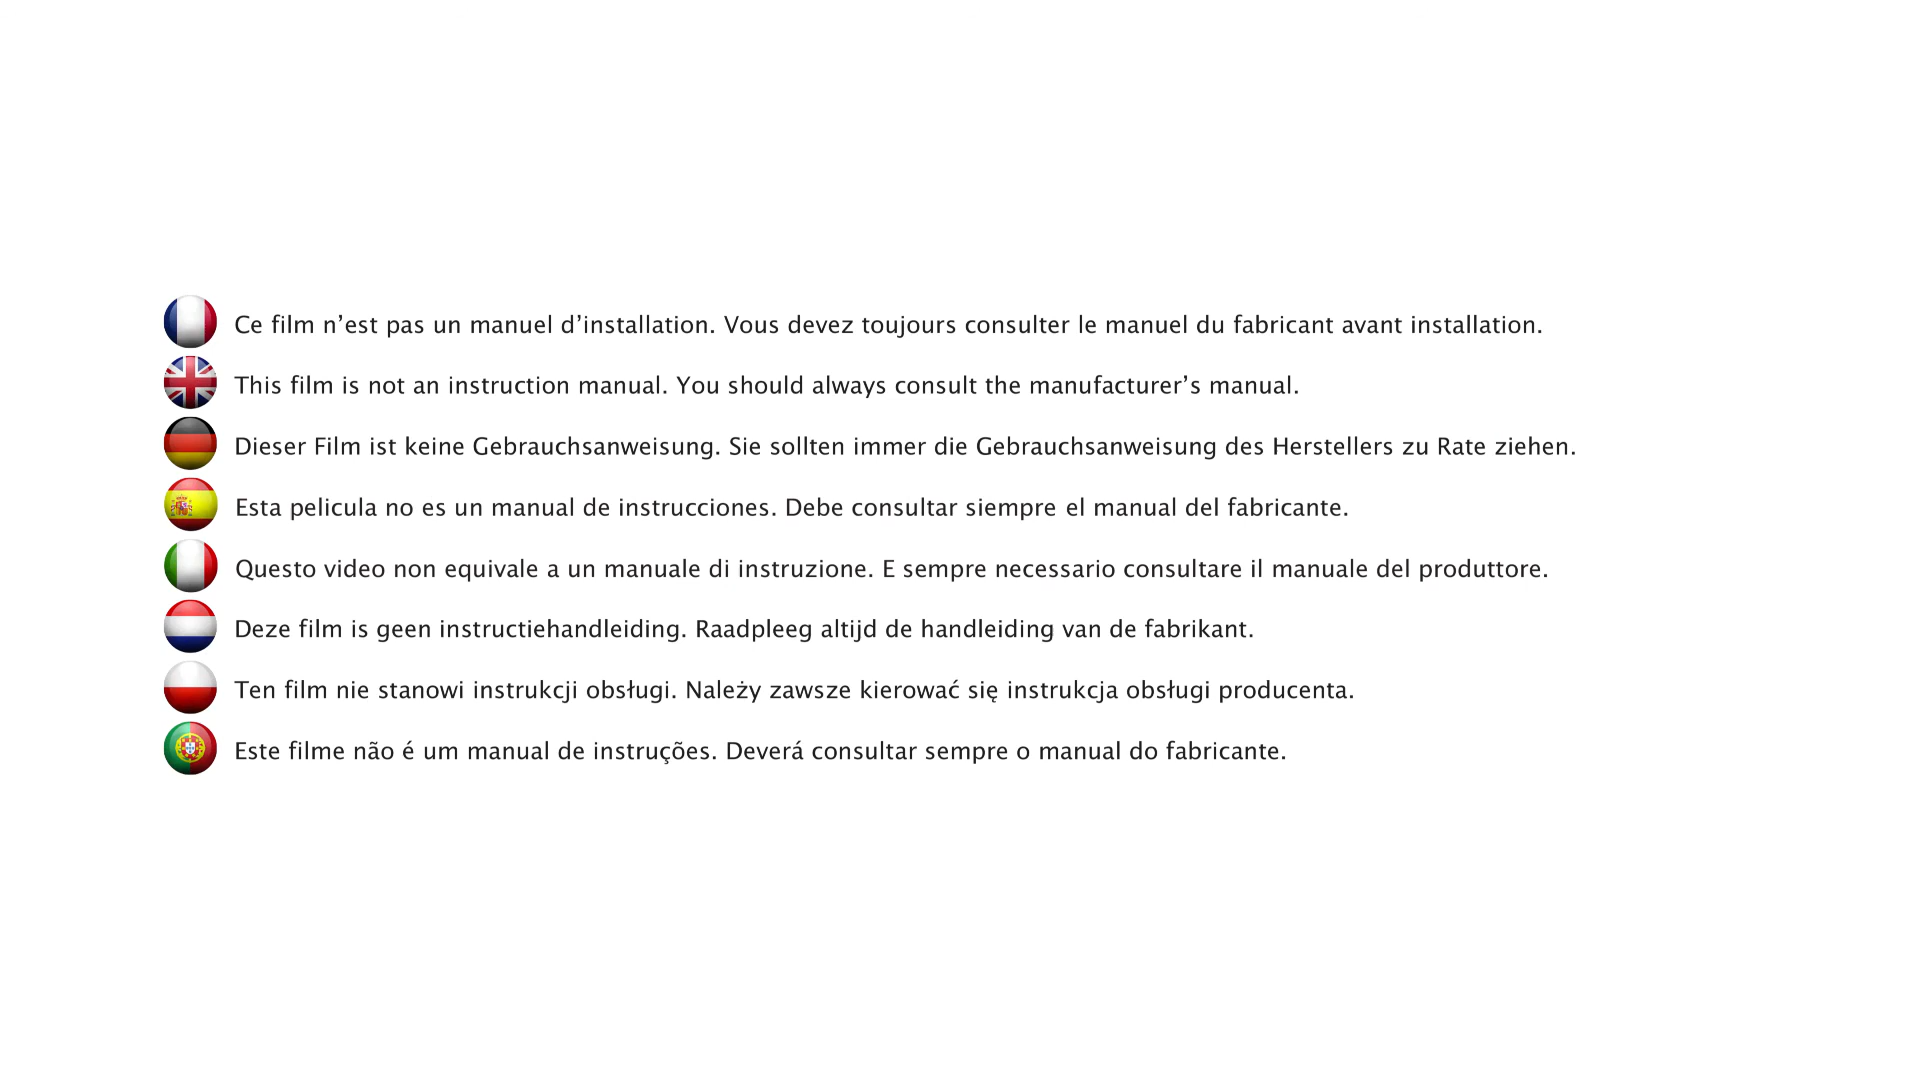 Ce film n’est pas un manuel d’installation. Vous devez toujours consulter le manuel du fabricant avant installation.
This film is not an instruction manual. You should always consult the manufacturer’s manual.
Dieser Film ist keine Gebrauchsanweisung. Sie sollten immer die Gebrauchsanweisung des Herstellers zu Rate ziehen.
Esta pelicula no es un manual de instrucciones. Debe consultar siempre el manual del fabricante.
Questo video non equivale a un manuale di instruzione. E sempre necessario consultare il manuale del produttore.
Deze film is geen instructiehandleiding. Raadpleeg altijd de handleiding van de fabrikant.
Ten film nie stanowi instrukcji obsługi. Należy zawsze kierować się instrukcja obsługi producenta.
Este filme não é um manual de instruções. Deverá consultar sempre o manual do fabricante.